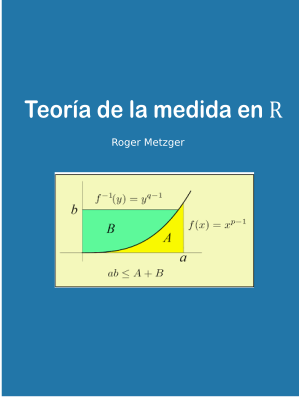 Teoría de la medida en R
Roger Metzger
f⁻¹(y) = y^{q−1}
b
B
f(x) = x^{p−1}
A
a
ab ≤ A + B